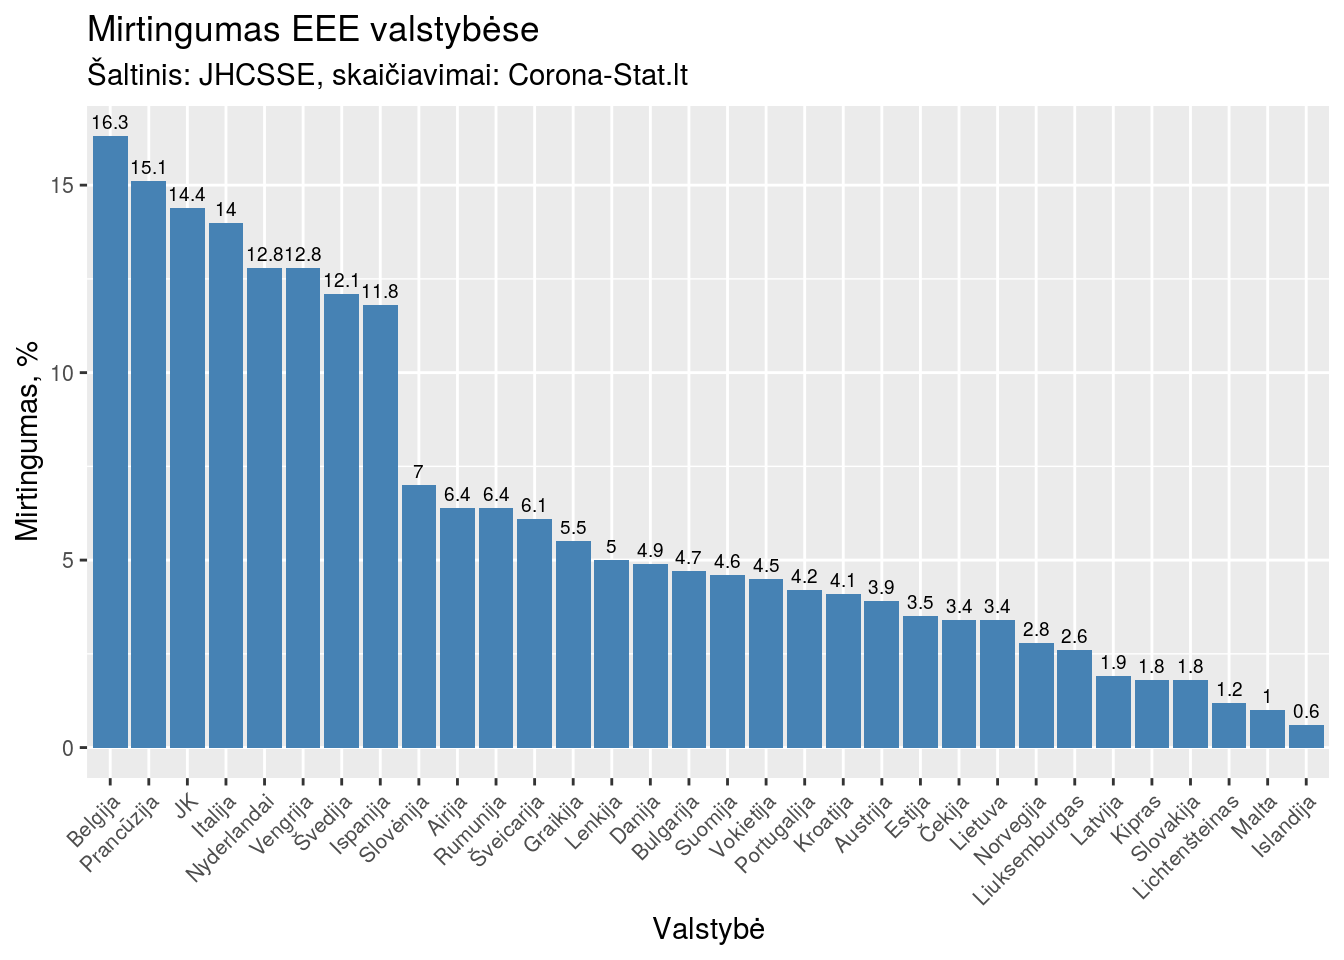 Mirtingumas EEE valstybėse
Šaltinis: JHCSSE, skaičiavimai: Corona-Stat.lt
Mirtingumas, %
15
10
5
0
16.3
15.1
14.4
14
12.8
12.8
12.1
11.8
7
6.4
6.4
6.1
5.5
5
4.9
4.7
4.6
4.5
4.2
4.1
3.9
3.5
3.4
3.4
2.8
2.6
1.9
1.8
1.8
1.2
1
0.6
Belgija
Prancūzija
JK
Italija
Nyderlandai
Vengrija
Švedija
Ispanija
Slovėnija
Airija
Rumunija
Šveicarija
Graikija
Lenkija
Danija
Bulgarija
Suomija
Vokietija
Portugalija
Kroatija
Austrija
Estija
Čekija
Lietuva
Norvegija
Liuksemburgas
Latvija
Kipras
Slovakija
Lichtenšteinas
Malta
Islandija
Valstybė